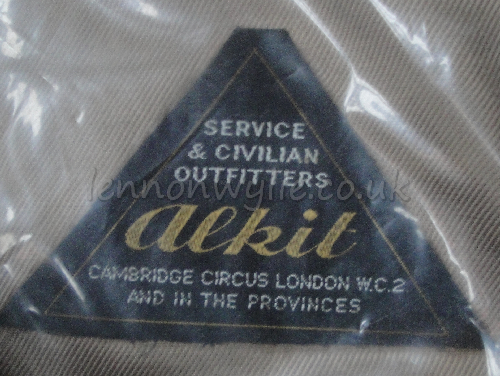 SERVICE
& CIVILIAN
OUTFITTERS
lennonwylie.co.uk
alkit
CAMBRIDGE CIRCUS LONDON W.C.2
AND IN THE PROVINCES